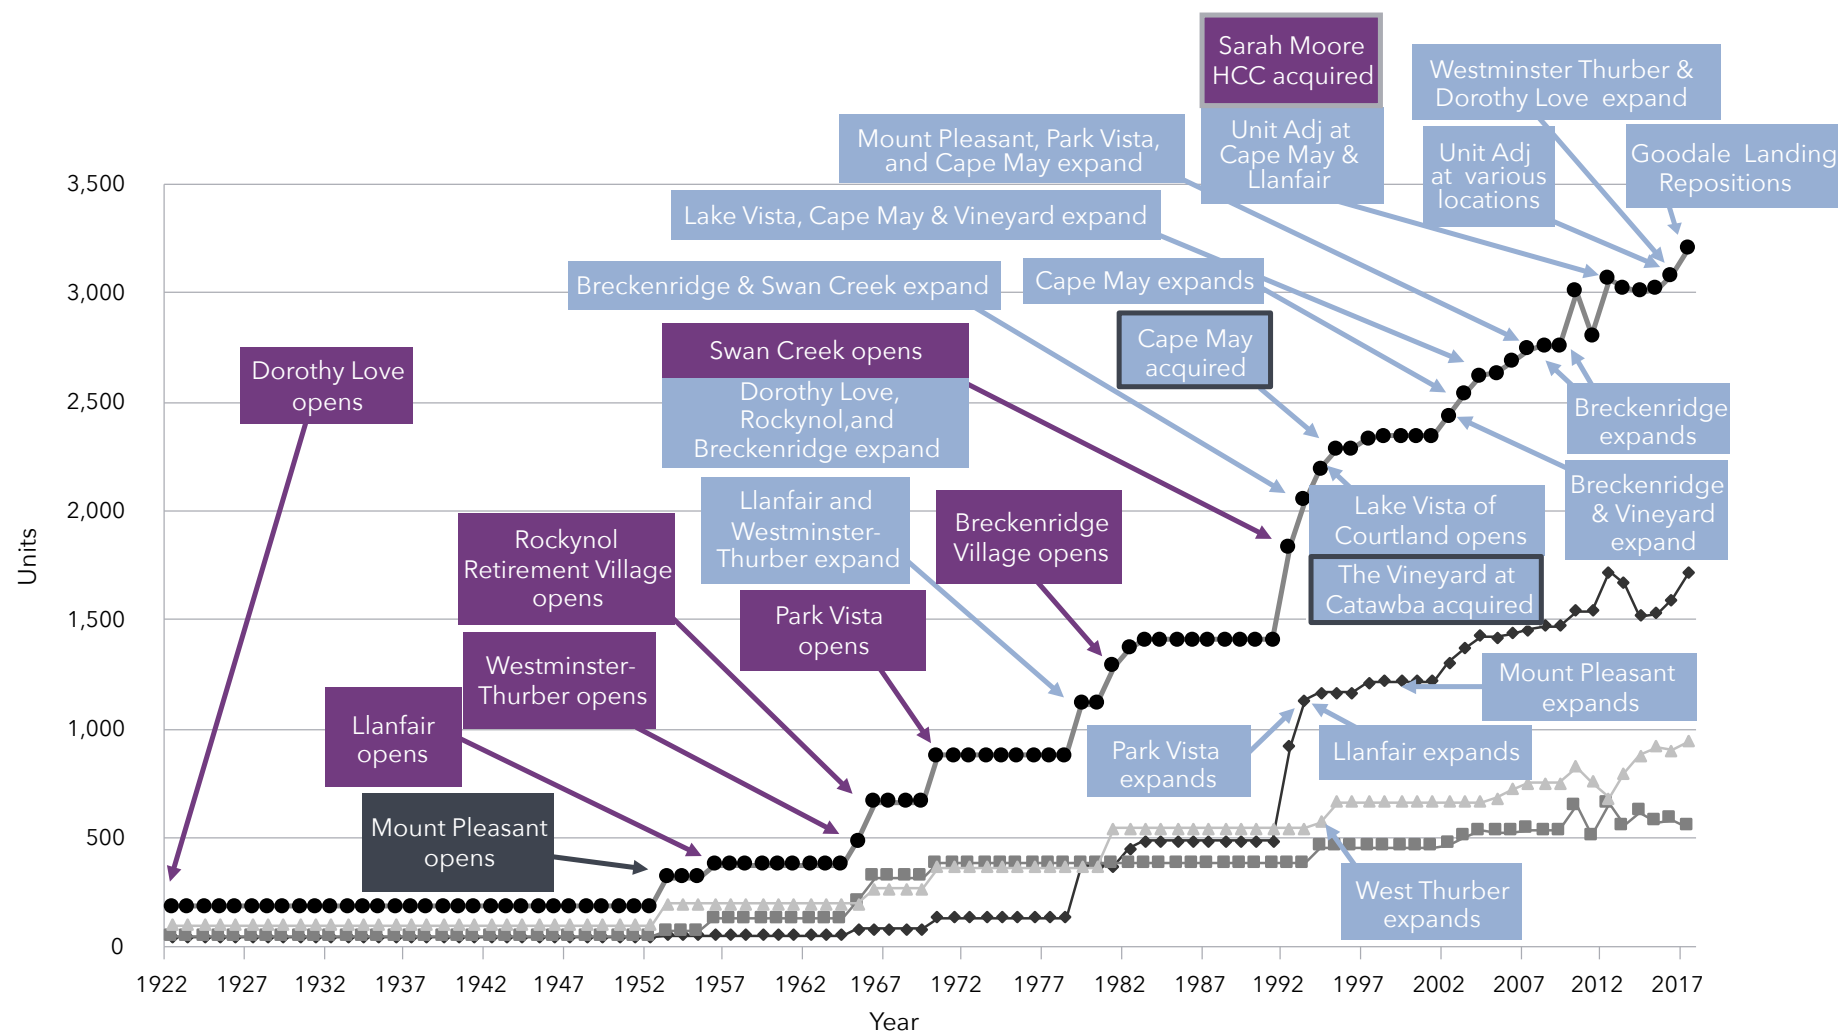 Sarah Moore
HCC acquired
Westminster Thurber &
Dorothy Love expand
Mount Pleasant, Park Vista,
and Cape May expand
Unit Adj at
Cape May &
Llanfair
Unit Adj
at various
locations
Goodale Landing
Repositions
Lake Vista, Cape May & Vineyard expand
Breckenridge & Swan Creek expand
Cape May expands
Cape May
acquired
Swan Creek opens
Dorothy Love,
Rockynol,and
Breckenridge expand
Dorothy Love
opens
Breckenridge
expands
Breckenridge
& Vineyard
expand
Llanfair and
Westminster-
Thurber expand
Breckenridge
Village opens
Lake Vista of
Courtland opens
The Vineyard at
Catawba acquired
Rockynol
Retirement Village
opens
Park Vista
opens
Westminster-
Thurber opens
Mount Pleasant
expands
Llanfair
opens
Park Vista
expands
Llanfair expands
Mount Pleasant
opens
West Thurber
expands
Units
3,500
3,000
2,500
2,000
1,500
1,000
500
0
1922 1927 1932 1937 1942 1947 1952 1957 1962 1967 1972 1977 1982 1987 1992 1997 2002 2007 2012 2017
Year